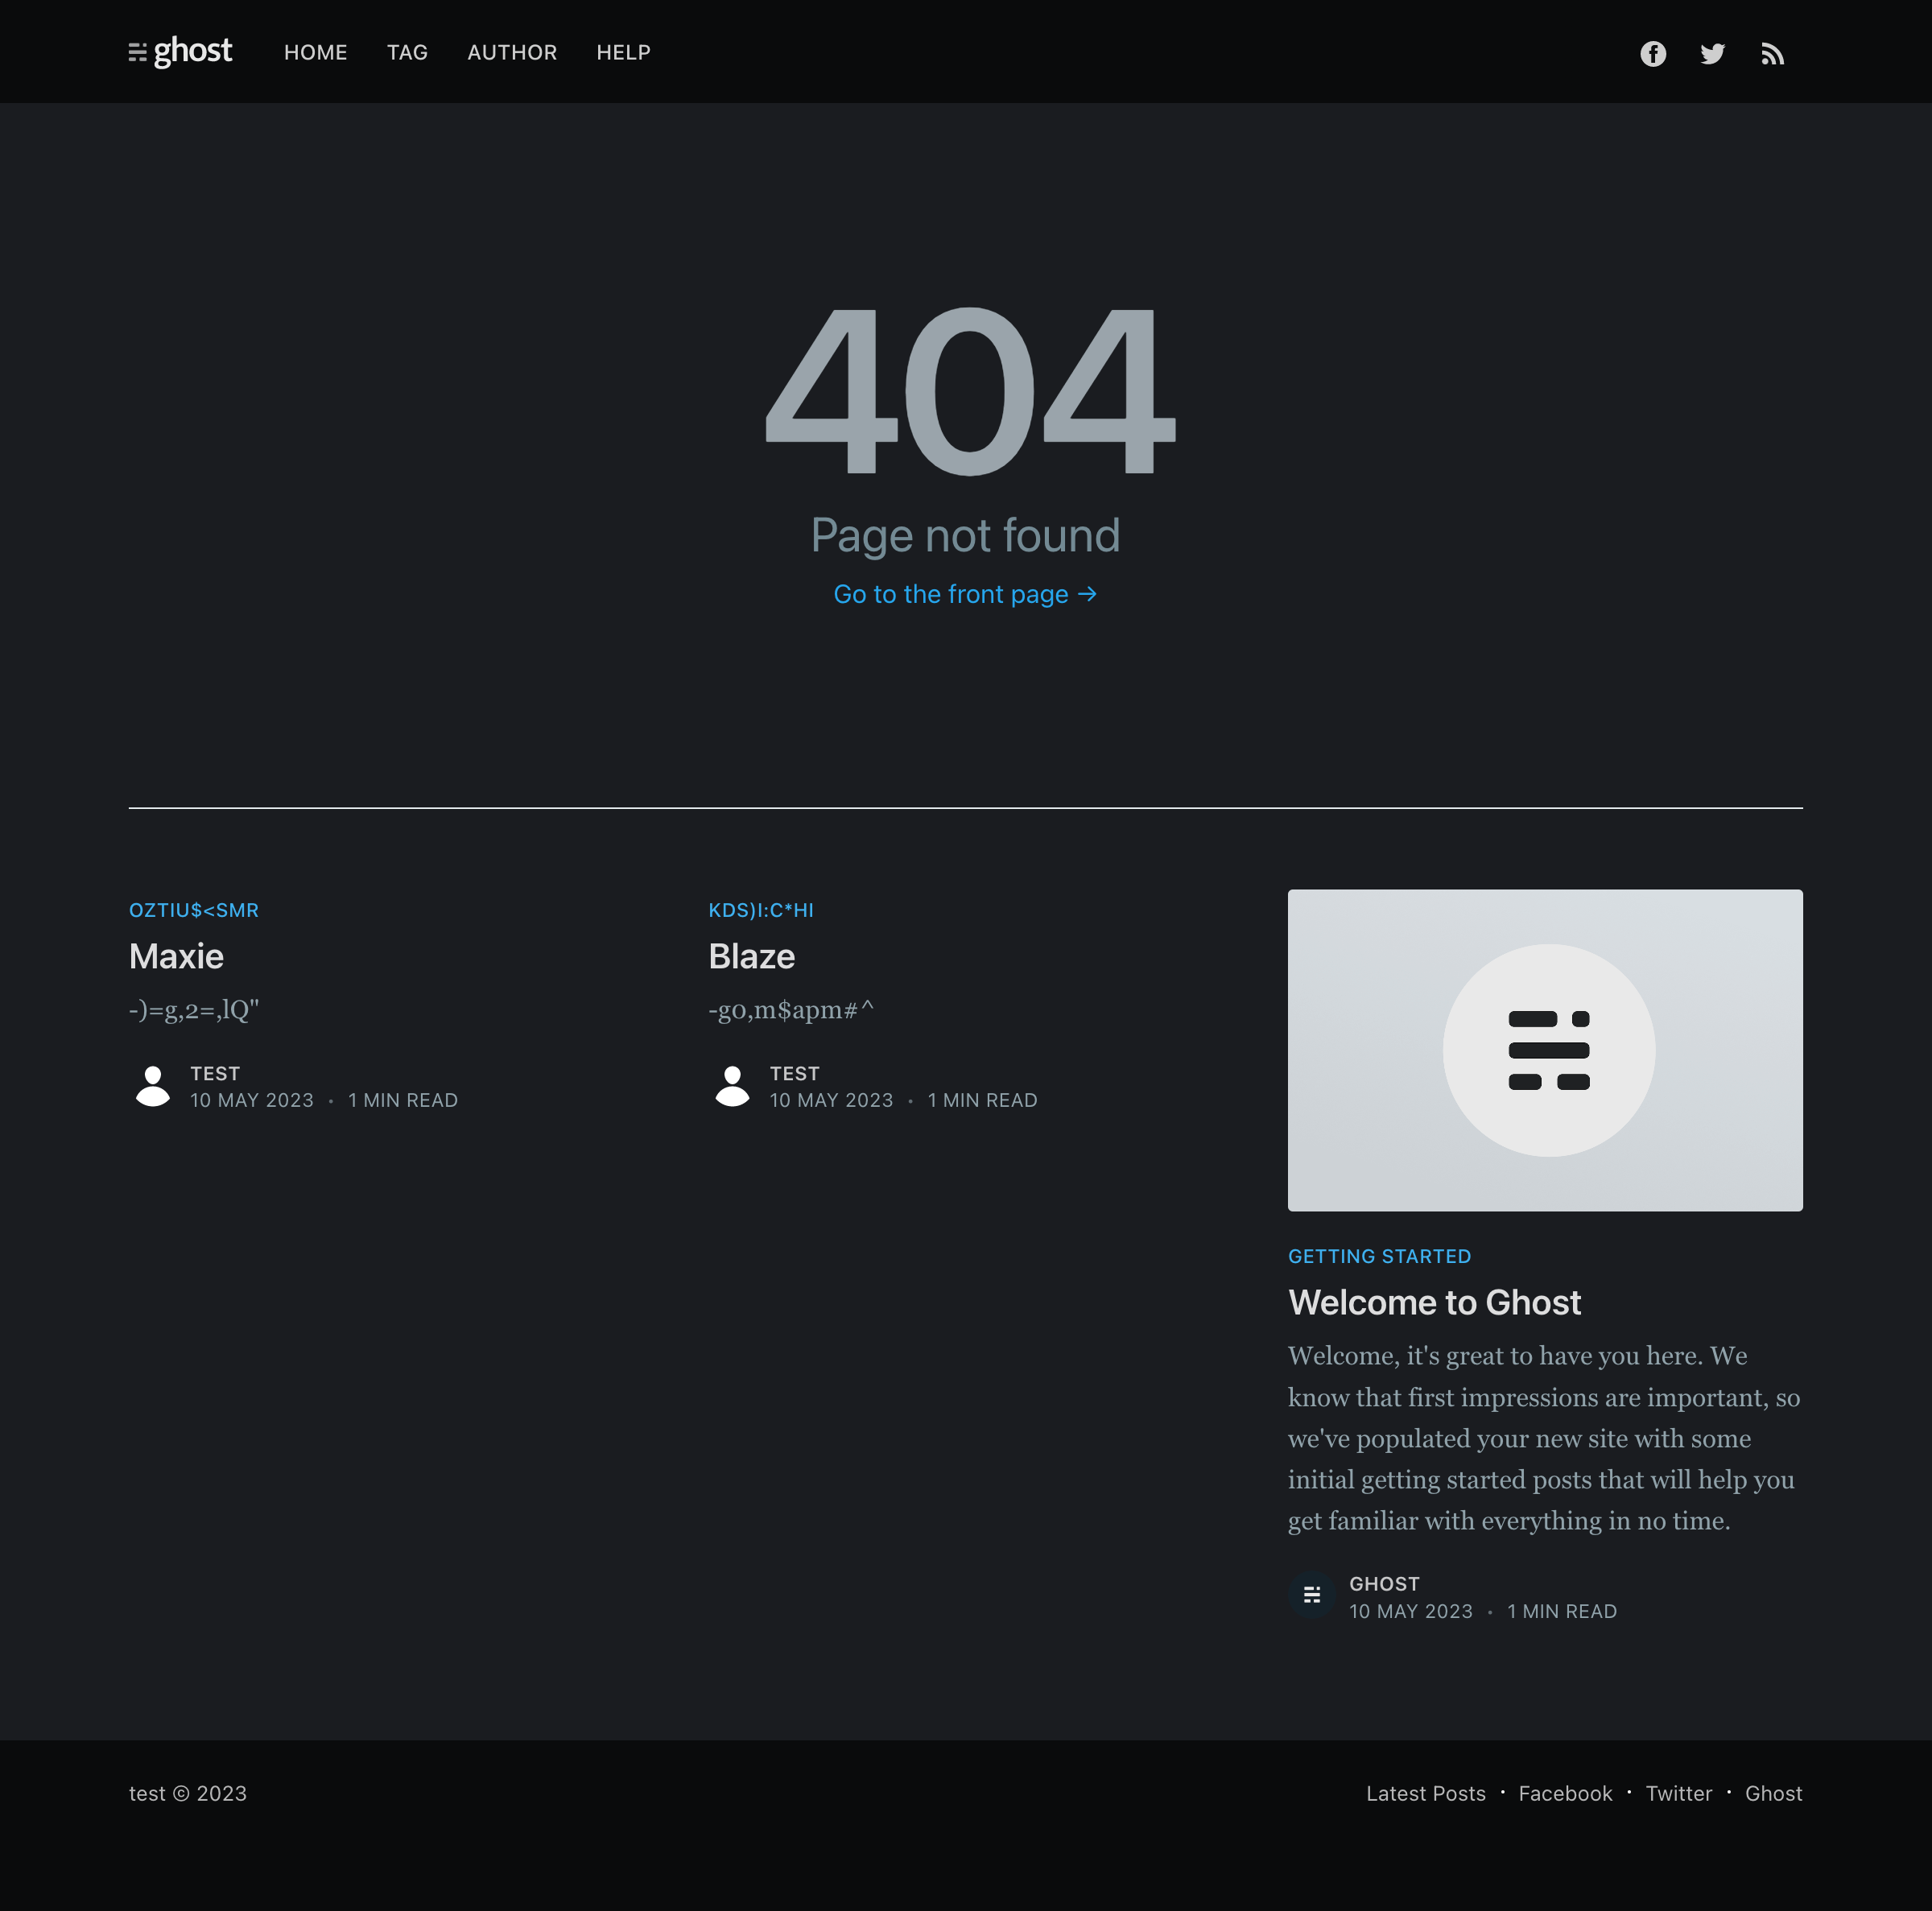 ghost HOME TAG AUTHOR HELP
404
Page not found
Go to the front page →
OZTIU$<SMR
Maxie
-)=g,2=,lQ"
TEST
10 MAY 2023 • 1 MIN READ
KDS)I:C*HI
Blaze
-g0,m$apm#^
TEST
10 MAY 2023 • 1 MIN READ
GETTING STARTED
Welcome to Ghost
Welcome, it's great to have you here. We
know that first impressions are important, so
we've populated your new site with some
initial getting started posts that will help you
get familiar with everything in no time.
GHOST
10 MAY 2023 • 1 MIN READ
test © 2023
Latest Posts • Facebook • Twitter • Ghost